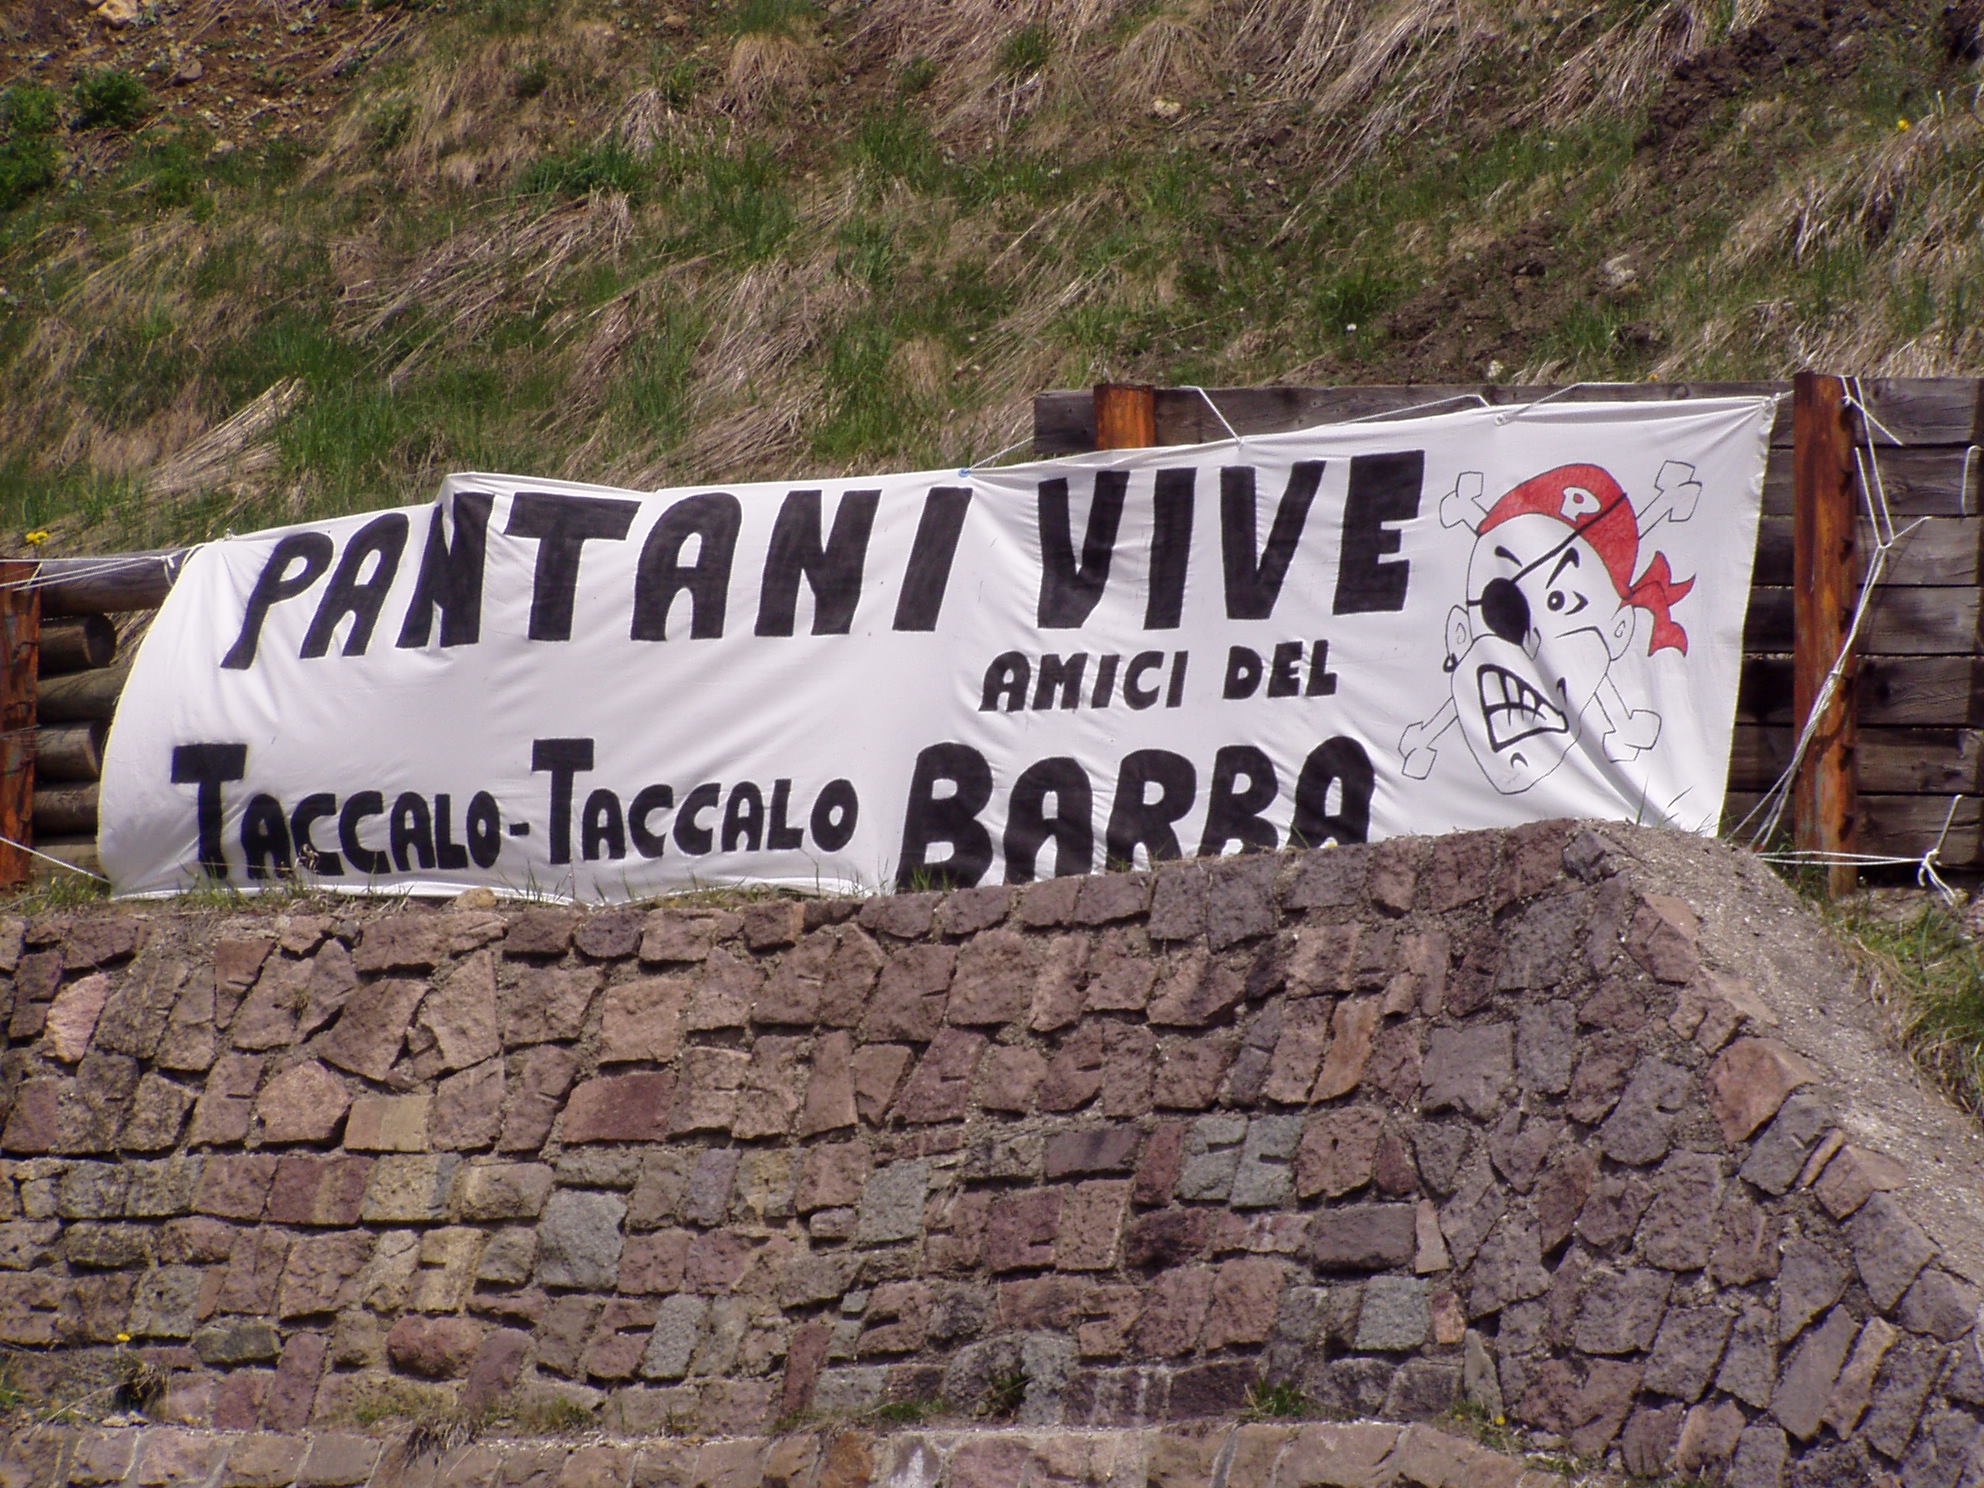 PANTANI VIVE
AMICI DEL
TACCALO-TACCALO BARBA
P